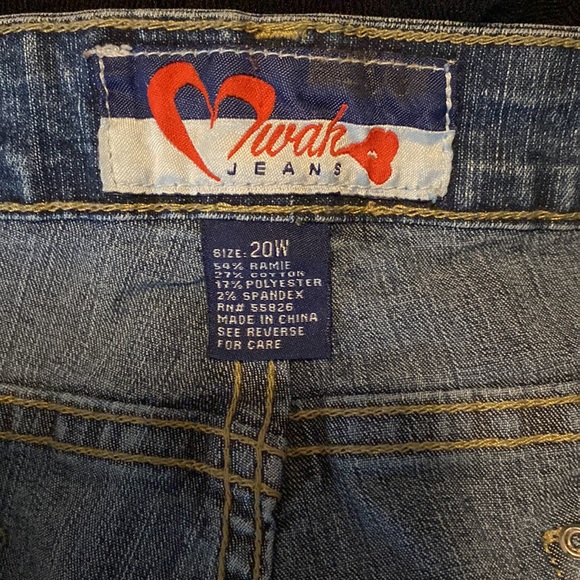 Mwah
JEANS
SIZE: 20W
54% RAMIE
27% COTTON
17% POLYESTER
2% SPANDEX
RN# 55826
MADE IN CHINA
SEE REVERSE
FOR CARE